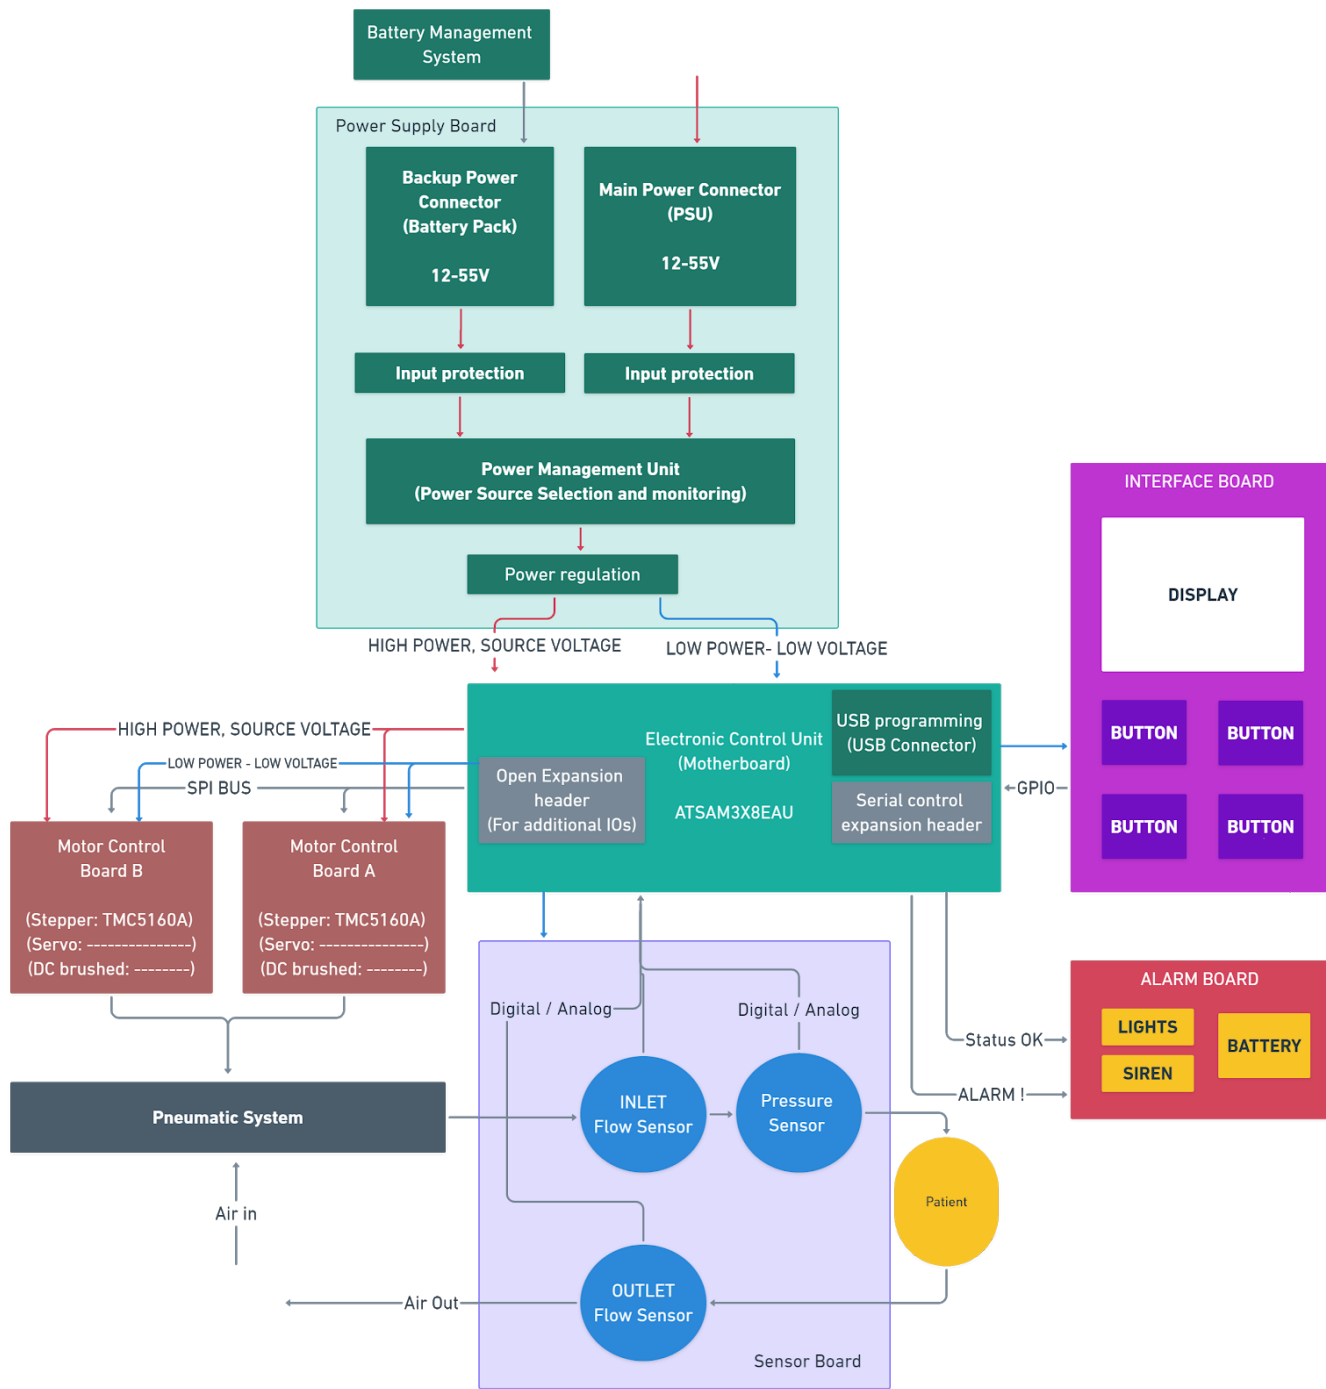 Battery Management
System
Power Supply Board
Backup Power
Connector
(Battery Pack)
12-55V
Main Power Connector
(PSU)
12-55V
Input protection
Input protection
Power Management Unit
(Power Source Selection and monitoring)
Power regulation
HIGH POWER, SOURCE VOLTAGE
LOW POWER- LOW VOLTAGE
INTERFACE BOARD
DISPLAY
BUTTON
BUTTON
BUTTON
BUTTON
GPIO
Electronic Control Unit
(Motherboard)
ATSAM3X8EAU
USB programming
(USB Connector)
Serial control
expansion header
Open Expansion
header
(For additional IOs)
HIGH POWER, SOURCE VOLTAGE
LOW POWER - LOW VOLTAGE
SPI BUS
Motor Control
Board B
(Stepper: TMC5160A)
(Servo: ---------------)
(DC brushed: --------)
Motor Control
Board A
(Stepper: TMC5160A)
(Servo: ---------------)
(DC brushed: --------)
Digital / Analog
Digital / Analog
ALARM BOARD
LIGHTS
SIREN
BATTERY
Status OK
ALARM !
Pneumatic System
INLET
Flow Sensor
Pressure
Sensor
Patient
Air in
OUTLET
Flow Sensor
Air Out
Sensor Board